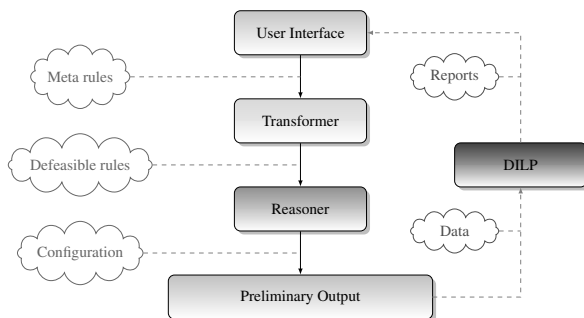 User Interface
Meta rules
Reports
Transformer
Defeasible rules
DILP
Reasoner
Data
Configuration
Preliminary Output